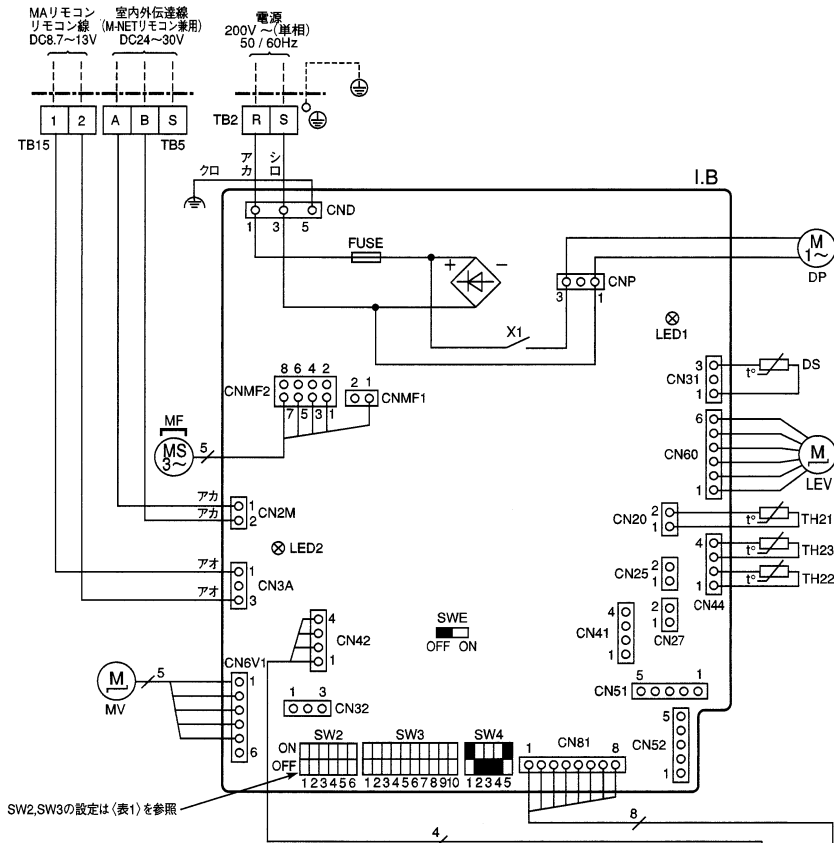 MAリモコン
リモコン線
DC8.7〜13V
室内外伝達線
(M-NETリモコン兼用)
DC24〜30V
電源
200V 〜(単相)
50 / 60Hz
1 2
A B S
TB2
R S
TB15
TB5
クロ
アカ
シロ
I.B
CND
1 3 5
FUSE
+ −
M
1〜
DP
CNP
3 1
X1
LED1
8 6 4 2
CNMF2
7 5 3 1
2 1
CNMF1
3
CN31
1
t°
DS
MF
MS
3〜
5
6
CN60
1
M
LEV
アカ
1
アカ
2
CN2M
CN20
2
1
t°
TH21
LED2
4
t°
TH23
CN25
2
1
t°
TH22
1
CN44
アオ
1
CN3A
アオ
3
4
CN42
1
SWE
OFF ON
4
CN41
1
2
1
CN27
CN6V1
M
MV
5
1
6
1 3
CN32
5 1
CN51
5
CN52
1
SW2
SW3
SW4
ON
OFF
1 2 3 4 5 6
1 2 3 4 5 6 7 8 9 10
1 2 3 4 5
1 CN81 8
SW2,SW3の設定は〈表1〉を参照
4
8